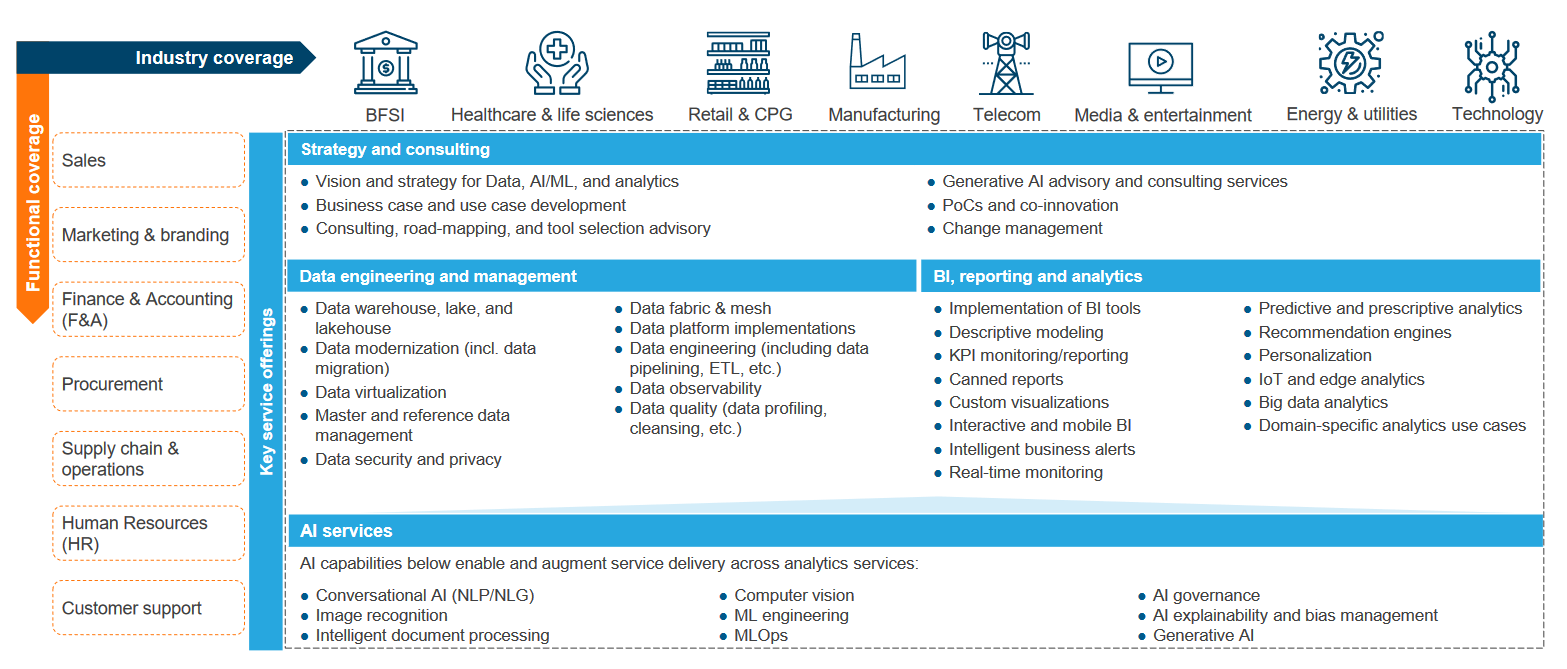 Industry coverage
BFSI
Healthcare & life sciences
Retail & CPG
Manufacturing
Telecom
Media & entertainment
Energy & utilities
Technology
Functional coverage
Sales
Marketing & branding
Finance & Accounting
(F&A)
Procurement
Supply chain &
operations
Human Resources
(HR)
Customer support
Key service offerings
Strategy and consulting
● Vision and strategy for Data, AI/ML, and analytics
● Business case and use case development
● Consulting, road-mapping, and tool selection advisory
● Generative AI advisory and consulting services
● PoCs and co-innovation
● Change management
Data engineering and management
● Data warehouse, lake, and
lakehouse
● Data modernization (incl. data
migration)
● Data virtualization
● Master and reference data
management
● Data security and privacy
● Data fabric & mesh
● Data platform implementations
● Data engineering (including data
pipelining, ETL, etc.)
● Data observability
● Data quality (data profiling,
cleansing, etc.)
BI, reporting and analytics
● Implementation of BI tools
● Descriptive modeling
● KPI monitoring/reporting
● Canned reports
● Custom visualizations
● Interactive and mobile BI
● Intelligent business alerts
● Real-time monitoring
● Predictive and prescriptive analytics
● Recommendation engines
● Personalization
● IoT and edge analytics
● Big data analytics
● Domain-specific analytics use cases
AI services
AI capabilities below enable and augment service delivery across analytics services:
● Conversational AI (NLP/NLG)
● Image recognition
● Intelligent document processing
● Computer vision
● ML engineering
● MLOps
● AI governance
● AI explainability and bias management
● Generative AI